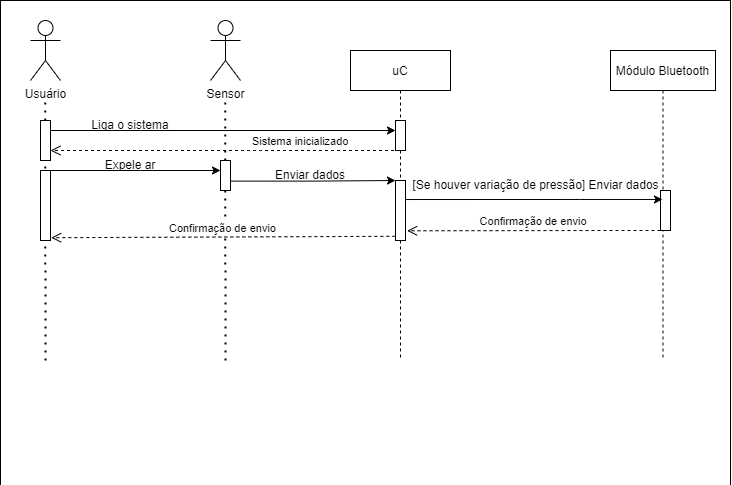 Usuário
Sensor
uC
Módulo Bluetooth
Liga o sistema
Sistema inicializado
Expele ar
Enviar dados
[Se houver variação de pressão] Enviar dados
Confirmação de envio
Confirmação de envio